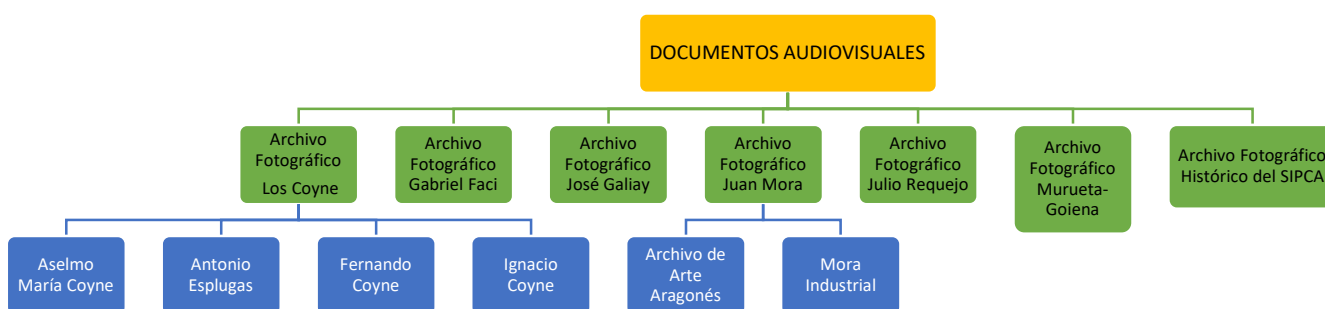 DOCUMENTOS AUDIOVISUALES
Archivo
Fotográfico
Los Coyne
Archivo
Fotográfico
Gabriel Faci
Archivo
Fotográfico
José Galiay
Archivo
Fotográfico
Juan Mora
Archivo
Fotográfico
Julio Requejo
Archivo
Fotográfico
Murueta-
Goiena
Archivo Fotográfico
Histórico del SIPCA
Aselmo
María Coyne
Antonio
Esplugas
Fernando
Coyne
Ignacio
Coyne
Archivo de
Arte
Aragonés
Mora
Industrial